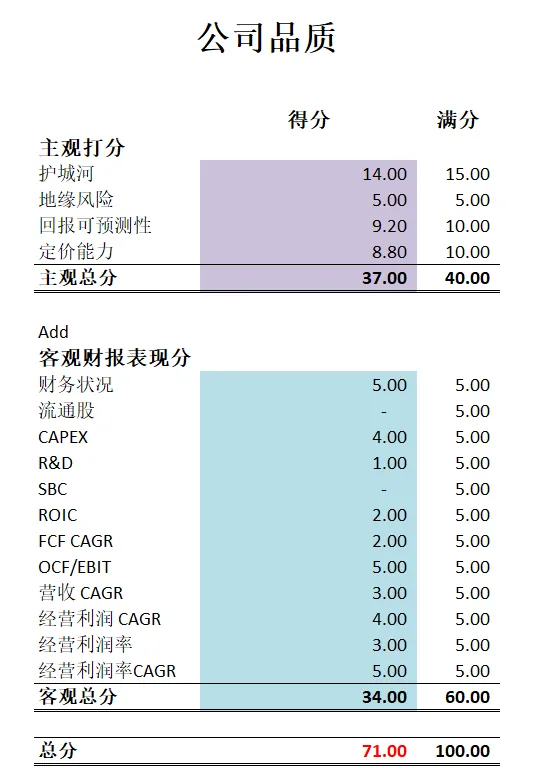 公司品质
得分 满分
主观打分
护城河 14.00 15.00
地缘风险 5.00 5.00
回报可预测性 9.20 10.00
定价能力 8.80 10.00
主观总分 37.00 40.00
Add
客观财报表现分
财务状况 5.00 5.00
流通股 - 5.00
CAPEX 4.00 5.00
R&D 1.00 5.00
SBC - 5.00
ROIC 2.00 5.00
FCF CAGR 2.00 5.00
OCF/EBIT 5.00 5.00
营收 CAGR 3.00 5.00
经营利润 CAGR 4.00 5.00
经营利润率 3.00 5.00
经营利润率CAGR 5.00 5.00
客观总分 34.00 60.00
总分 71.00 100.00